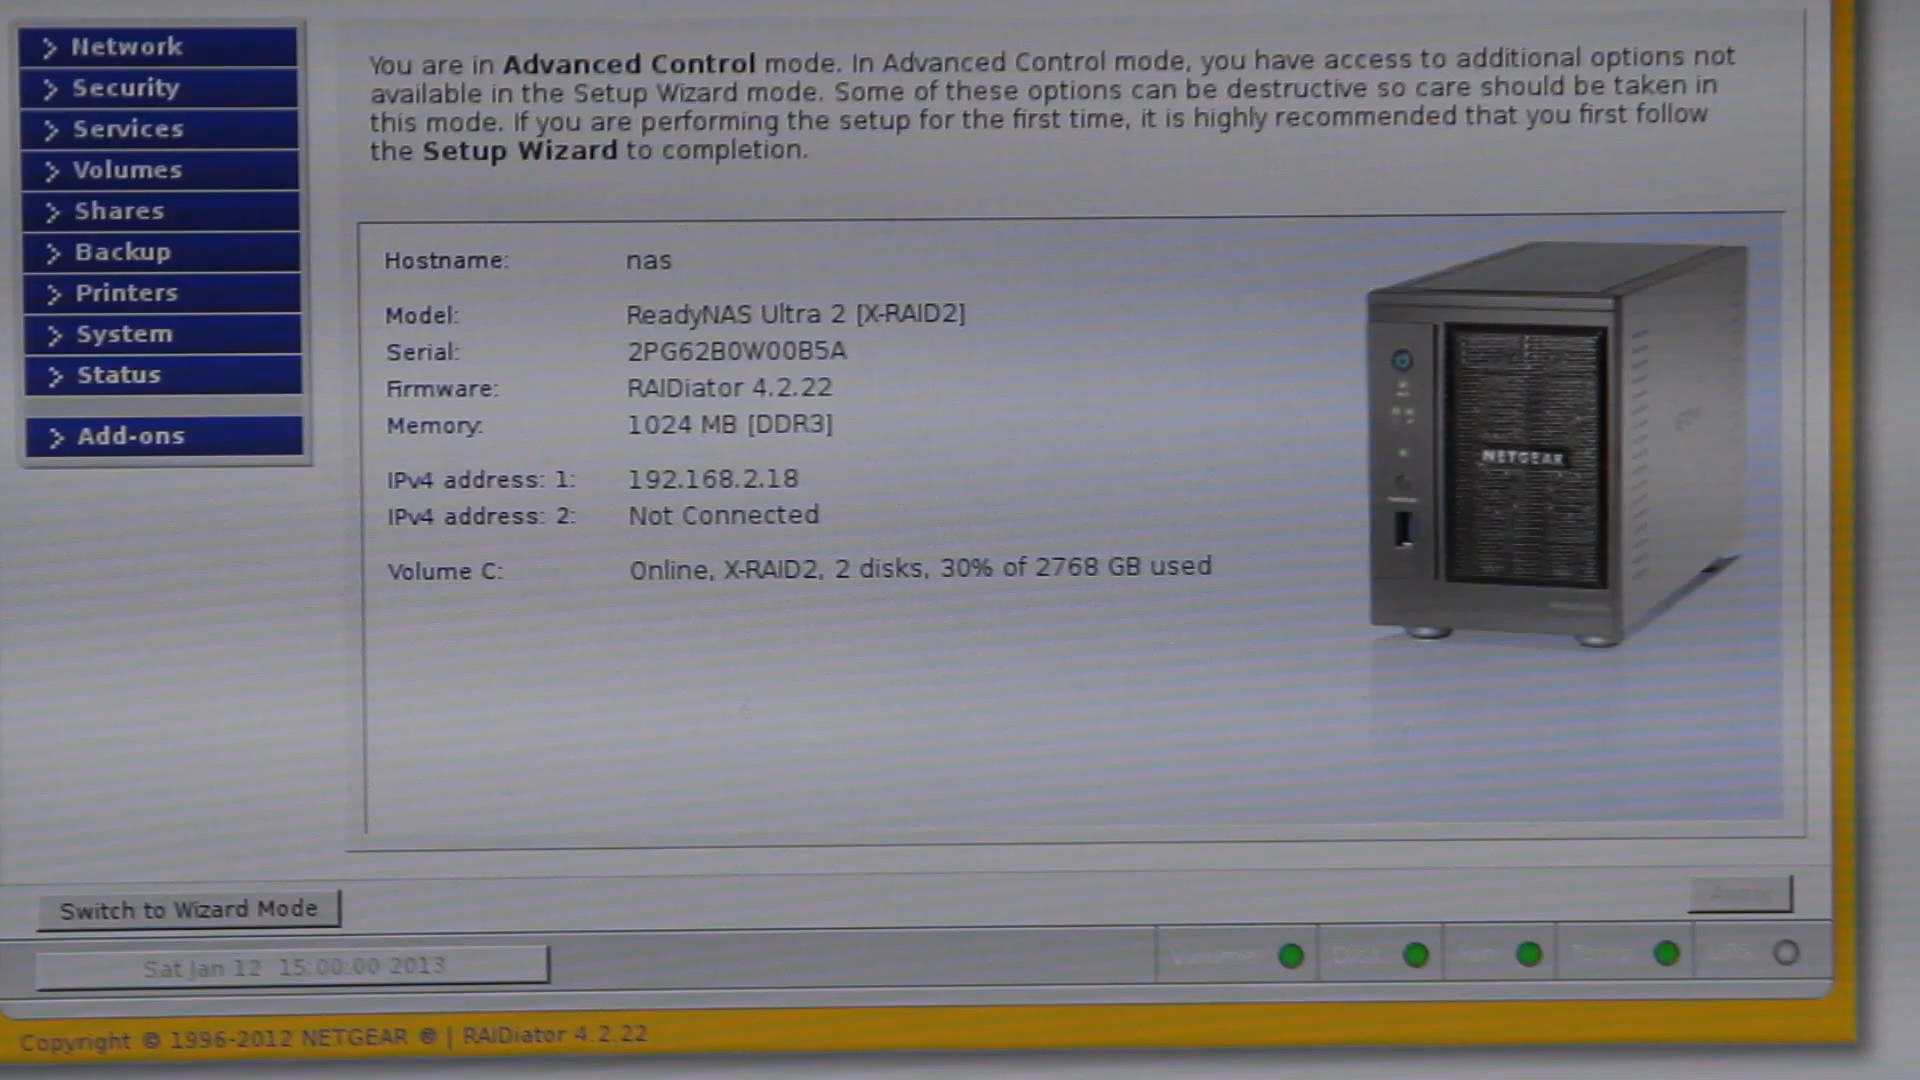 Network
Security
Services
Volumes
Shares
Backup
Printers
System
Status
Add-ons
You are in Advanced Control mode. In Advanced Control mode, you have access to additional options not
available in the Setup Wizard mode. Some of these options can be destructive so care should be taken in
this mode. If you are performing the setup for the first time, it is highly recommended that you first follow
the Setup Wizard to completion.
Hostname: nas
Model: ReadyNAS Ultra 2 [X-RAID2]
Serial: 2PG62B0W00B5A
Firmware: RAIDiator 4.2.22
Memory: 1024 MB [DDR3]
IPv4 address: 1: 192.168.2.18
IPv4 address: 2: Not Connected
Volume C: Online, X-RAID2, 2 disks, 30% of 2768 GB used
NETGEAR
Switch to Wizard Mode
Sat Jan 12 15:00:00 2013
Copyright © 1996-2012 NETGEAR ® | RAIDiator 4.2.22